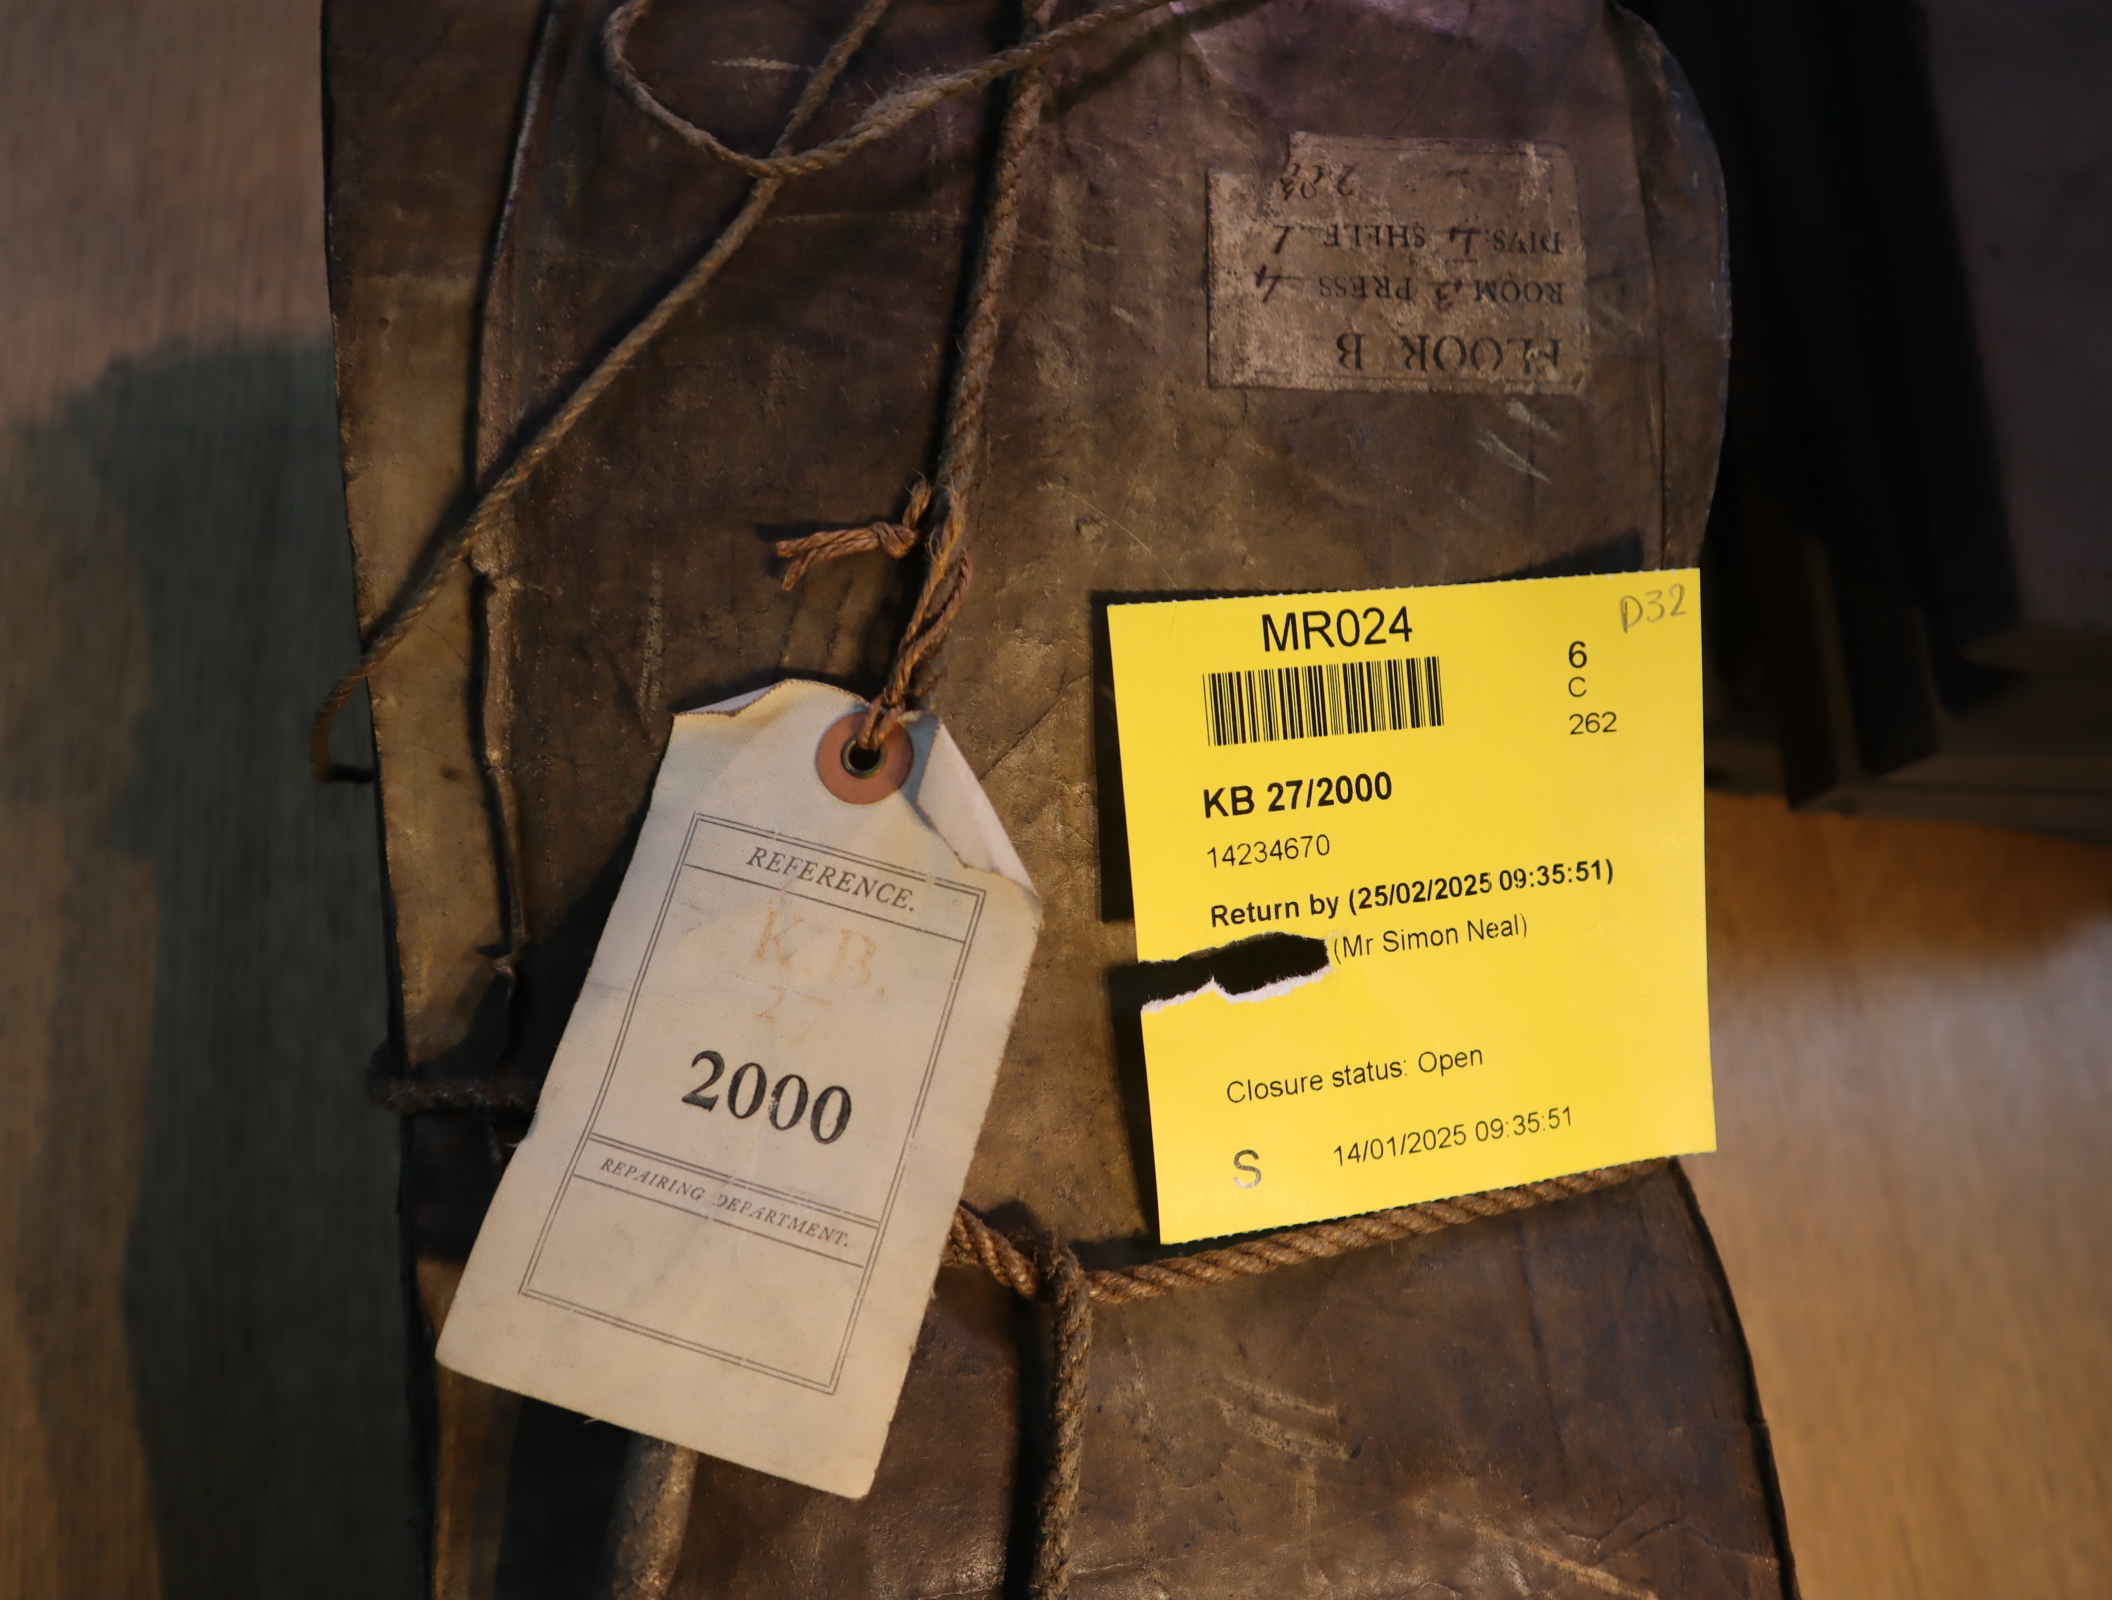 FLOOR B
ROOM 3 PRESS 4
DIVS: L SHELF L
REFERENCE.
K.B.
27
2000
REPAIRING DEPARTMENT.
MR024
D32
6
C
262
KB 27/2000
14234670
Return by (25/02/2025 09:35:51)
(Mr Simon Neal)
Closure status: Open
S 14/01/2025 09:35:51